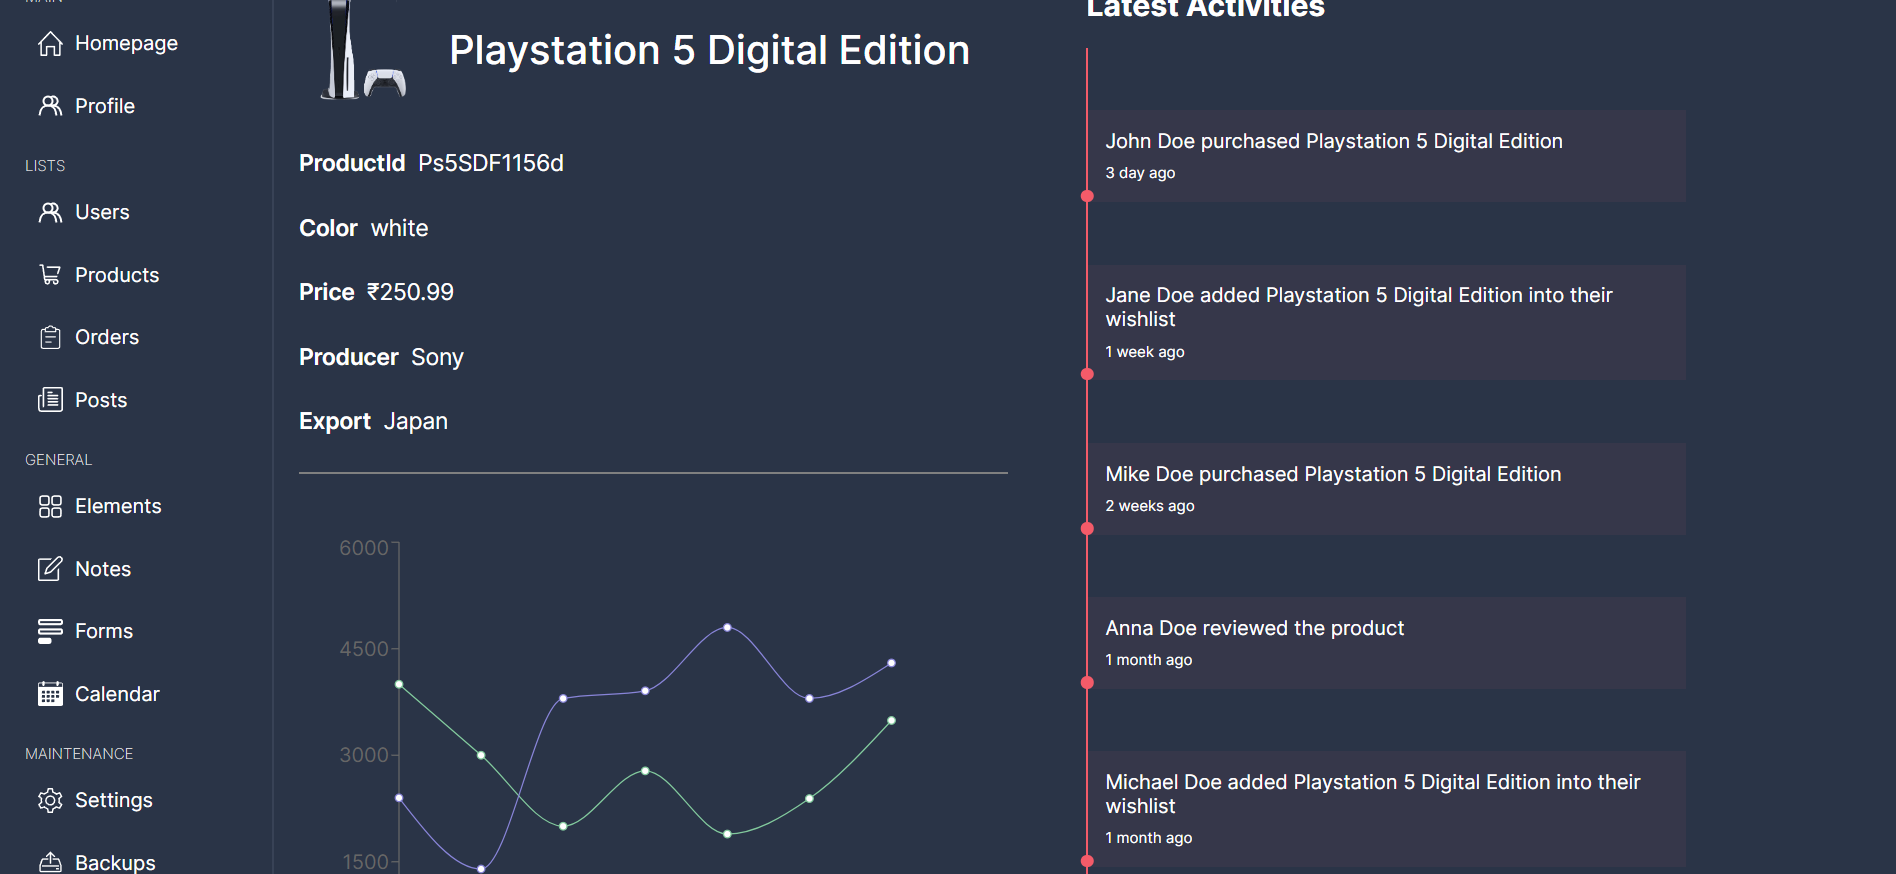 MAIN
Homepage
Profile
LISTS
Users
Products
Orders
Posts
GENERAL
Elements
Notes
Forms
Calendar
MAINTENANCE
Settings
Backups
Playstation 5 Digital Edition
ProductId Ps5SDF1156d
Color white
Price ₹250.99
Producer Sony
Export Japan
6000
4500
3000
1500
Latest Activities
John Doe purchased Playstation 5 Digital Edition
3 day ago
Jane Doe added Playstation 5 Digital Edition into their
wishlist
1 week ago
Mike Doe purchased Playstation 5 Digital Edition
2 weeks ago
Anna Doe reviewed the product
1 month ago
Michael Doe added Playstation 5 Digital Edition into their
wishlist
1 month ago